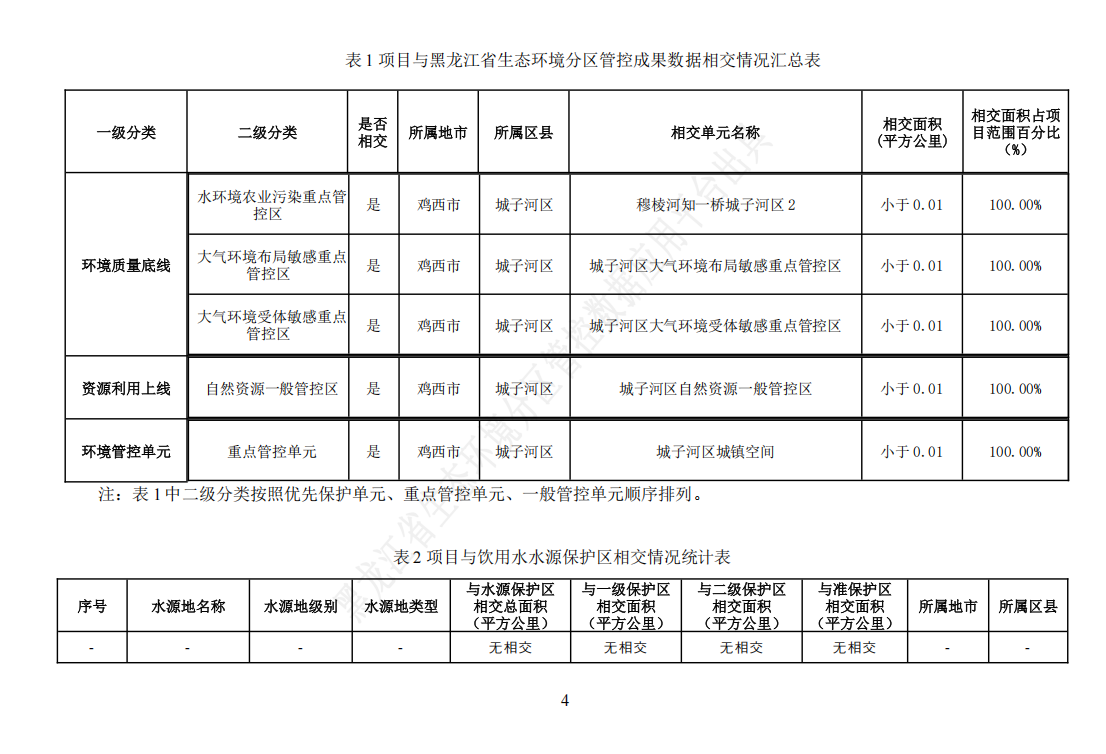 表 1 项目与黑龙江省生态环境分区管控成果数据相交情况汇总表
一级分类 二级分类 是否相交 所属地市 所属区县 相交单元名称 相交面积(平方公里) 相交面积占项目范围百分比（%）
环境质量底线 水环境农业污染重点管控区 是 鸡西市 城子河区 穆棱河知一桥城子河区 2 小于 0.01 100.00%
大气环境布局敏感重点管控区 是 鸡西市 城子河区 城子河区大气环境布局敏感重点管控区 小于 0.01 100.00%
大气环境受体敏感重点管控区 是 鸡西市 城子河区 城子河区大气环境受体敏感重点管控区 小于 0.01 100.00%
资源利用上线 自然资源一般管控区 是 鸡西市 城子河区 城子河区自然资源一般管控区 小于 0.01 100.00%
环境管控单元 重点管控单元 是 鸡西市 城子河区 城子河区城镇空间 小于 0.01 100.00%
注：表 1 中二级分类按照优先保护单元、重点管控单元、一般管控单元顺序排列。
表 2 项目与饮用水水源保护区相交情况统计表
序号 水源地名称 水源地级别 水源地类型 与水源保护区相交总面积（平方公里） 与一级保护区相交面积（平方公里） 与二级保护区相交面积（平方公里） 与准保护区相交面积（平方公里） 所属地市 所属区县
- - - - 无相交 无相交 无相交 无相交 - -
4
黑龙江省生态环境分区管控数据应用平台出具